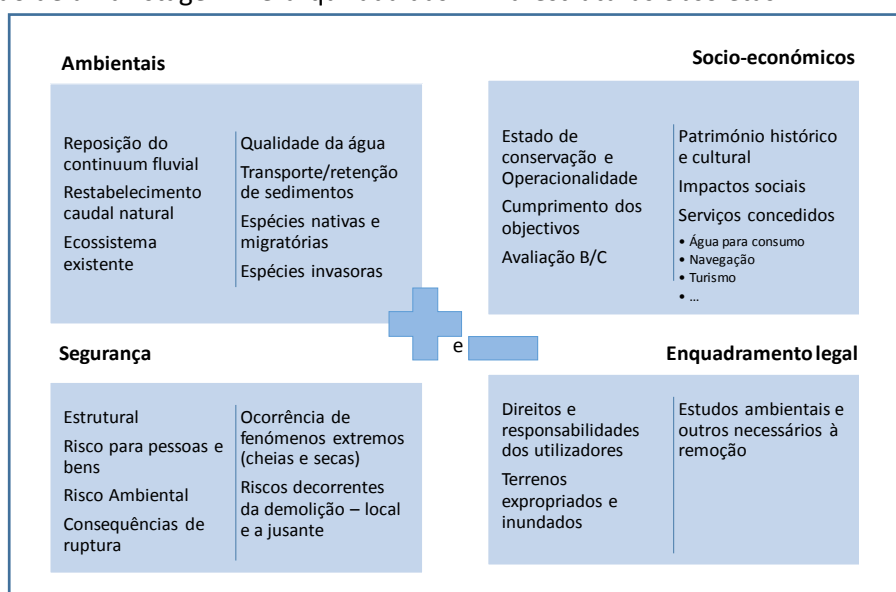 Ambientais
Reposição do
continuum fluvial
Restabelecimento
caudal natural
Ecossistema
existente
Qualidade da água
Transporte/retenção
de sedimentos
Espécies nativas e
migratórias
Espécies invasoras
Socio-económicos
Estado de
conservação e
Operacionalidade
Cumprimento dos
objectivos
Avaliação B/C
Património histórico
e cultural
Impactos sociais
Serviços concedidos
• Água para consumo
• Navegação
• Turismo
• ...
e
Segurança
Estrutural
Risco para pessoas e
bens
Risco Ambiental
Consequências de
ruptura
Ocorrência de
fenómenos extremos
(cheias e secas)
Riscos decorrentes
da demolição – local
e a jusante
Enquadramento legal
Direitos e
responsabilidades
dos utilizadores
Terrenos
expropriados e
inundados
Estudos ambientais e
outros necessários à
remoção